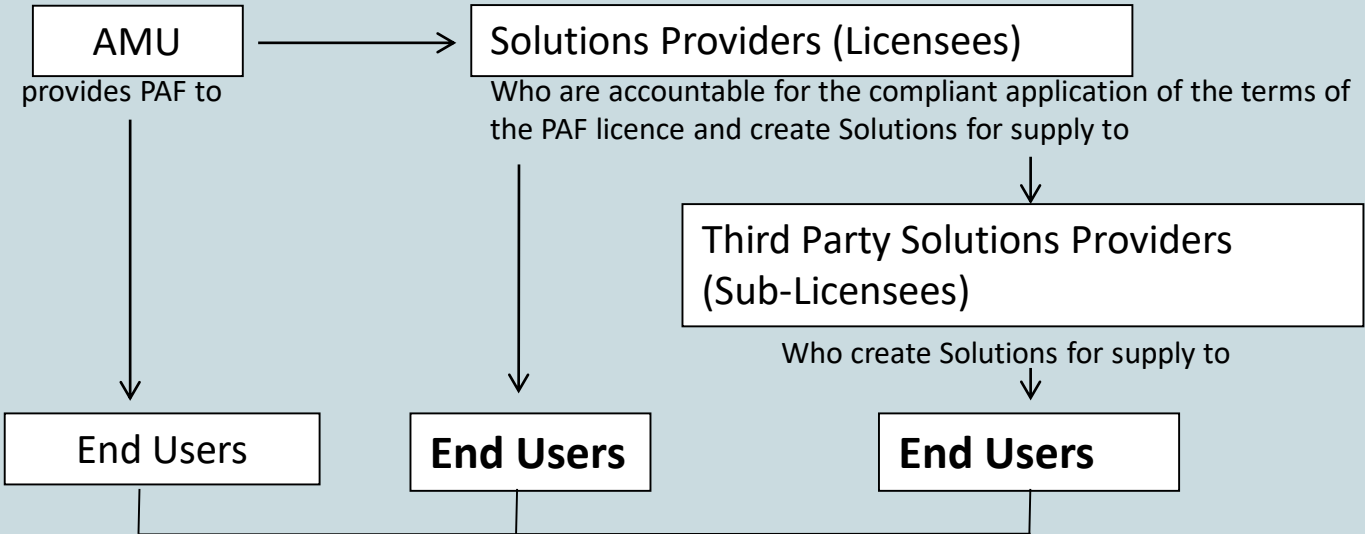 AMU
Solutions Providers (Licensees)
provides PAF to
Who are accountable for the compliant application of the terms of
the PAF licence and create Solutions for supply to
Third Party Solutions Providers
(Sub-Licensees)
Who create Solutions for supply to
End Users
End Users
End Users